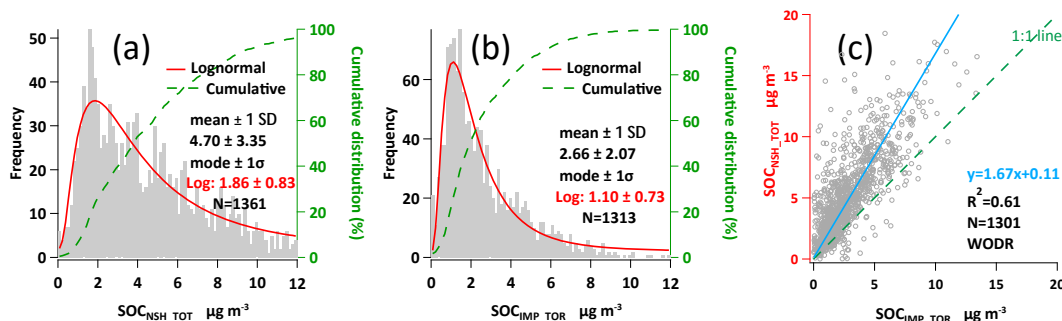 (a)
Frequency
50
40
30
20
10
0
Lognormal
Cumulative
mean ± 1 SD
4.70 ± 3.35
mode ± 1σ
Log: 1.86 ± 0.83
N=1361
100
80
60
40
20
0
Cumulative distribution (%)
0 2 4 6 8 10 12
SOC_NSH_TOT µg m⁻³
(b)
Frequency
60
40
20
0
Lognormal
Cumulative
mean ± 1 SD
2.66 ± 2.07
mode ± 1σ
Log: 1.10 ± 0.73
N=1313
100
80
60
40
20
0
Cumulative distribution (%)
0 2 4 6 8 10 12
SOC_IMP_TOR µg m⁻³
(c)
SOC_NSH_TOT µg m⁻³
20
15
10
5
0
1:1 line
y=1.67x+0.11
R²=0.61
N=1301
WODR
0 5 10 15 20
SOC_IMP_TOR µg m⁻³